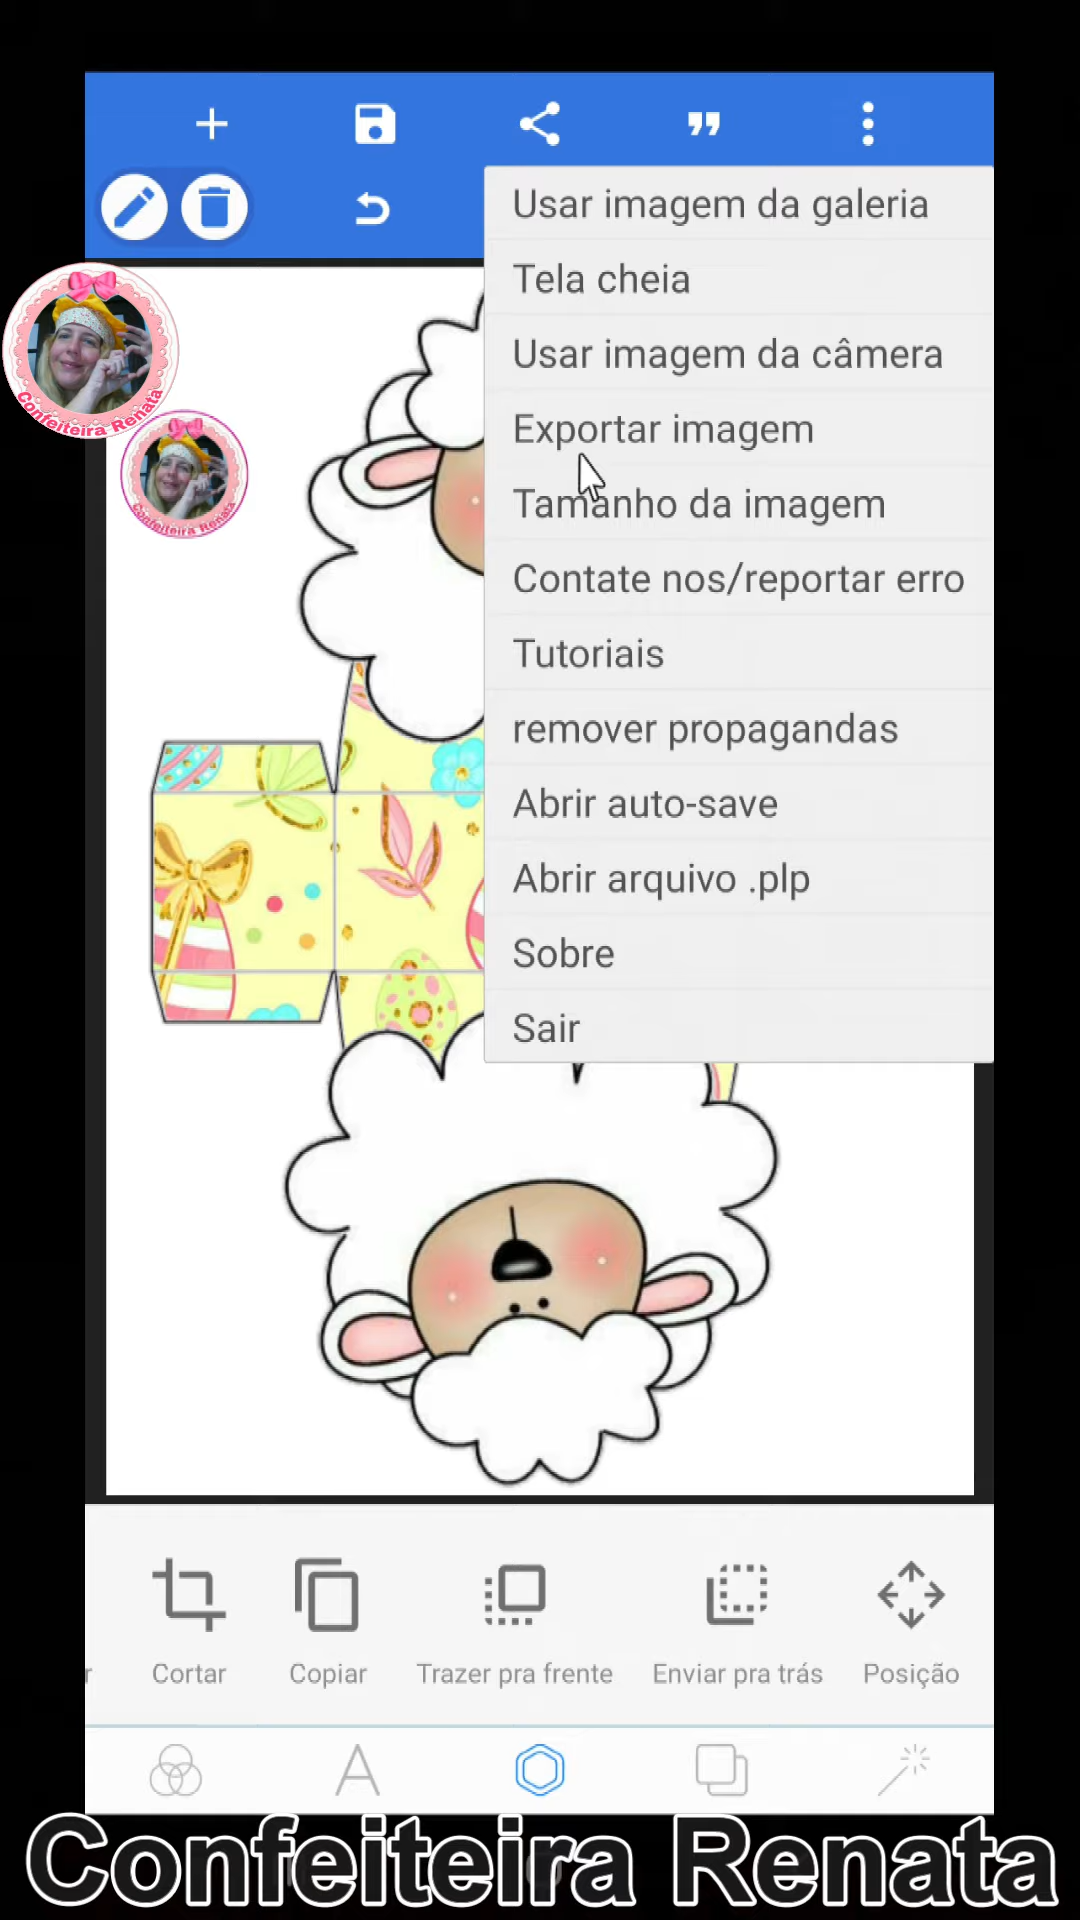 Usar imagem da galeria
Tela cheia
Usar imagem da câmera
Exportar imagem
Tamanho da imagem
Contate nos/reportar erro
Tutoriais
remover propagandas
Abrir auto-save
Abrir arquivo .plp
Sobre
Sair
Confeiteira Renata
Confeiteira Renata
r
Cortar
Copiar
Trazer pra frente
Enviar pra trás
Posição
Confeiteira Renata